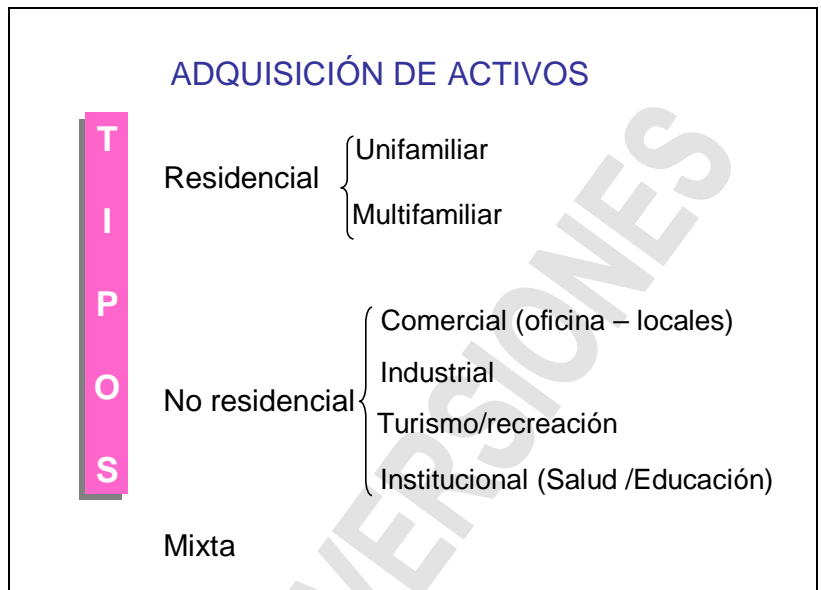 ADQUISICIÓN DE ACTIVOS
T
I
P
O
S
Residencial
Unifamiliar
Multifamiliar
No residencial
Comercial (oficina – locales)
Industrial
Turismo/recreación
Institucional (Salud /Educación)
Mixta
VERSIONES